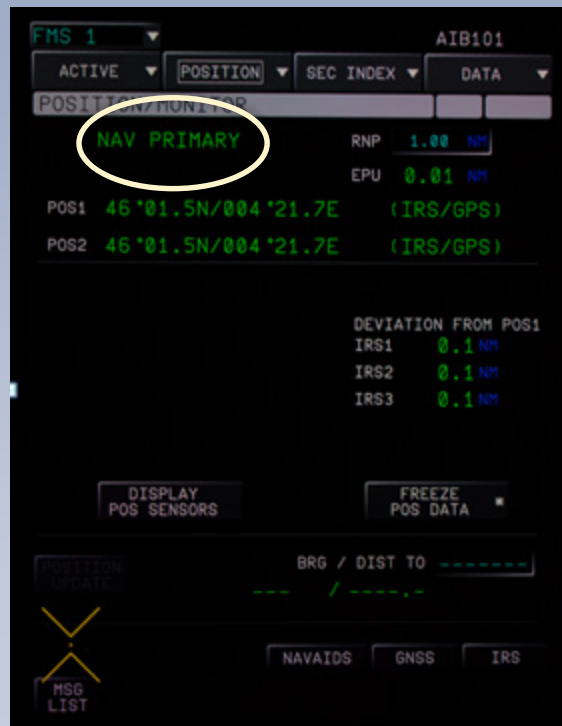 FMS 1 AIB101
ACTIVE POSITION SEC INDEX DATA
POSITION/MONITOR
NAV PRIMARY RNP 1.00 NM
EPU 0.01 NM
POS1 46°01.5N/004°21.7E (IRS/GPS)
POS2 46°01.5N/004°21.7E (IRS/GPS)
DEVIATION FROM POS1
IRS1 0.1 NM
IRS2 0.1 NM
IRS3 0.1 NM
DISPLAY FREEZE
POS SENSORS POS DATA *
POSITION BRG / DIST TO -------
UPDATE --- / ----.-
NAVAIDS GNSS IRS
MSG
LIST